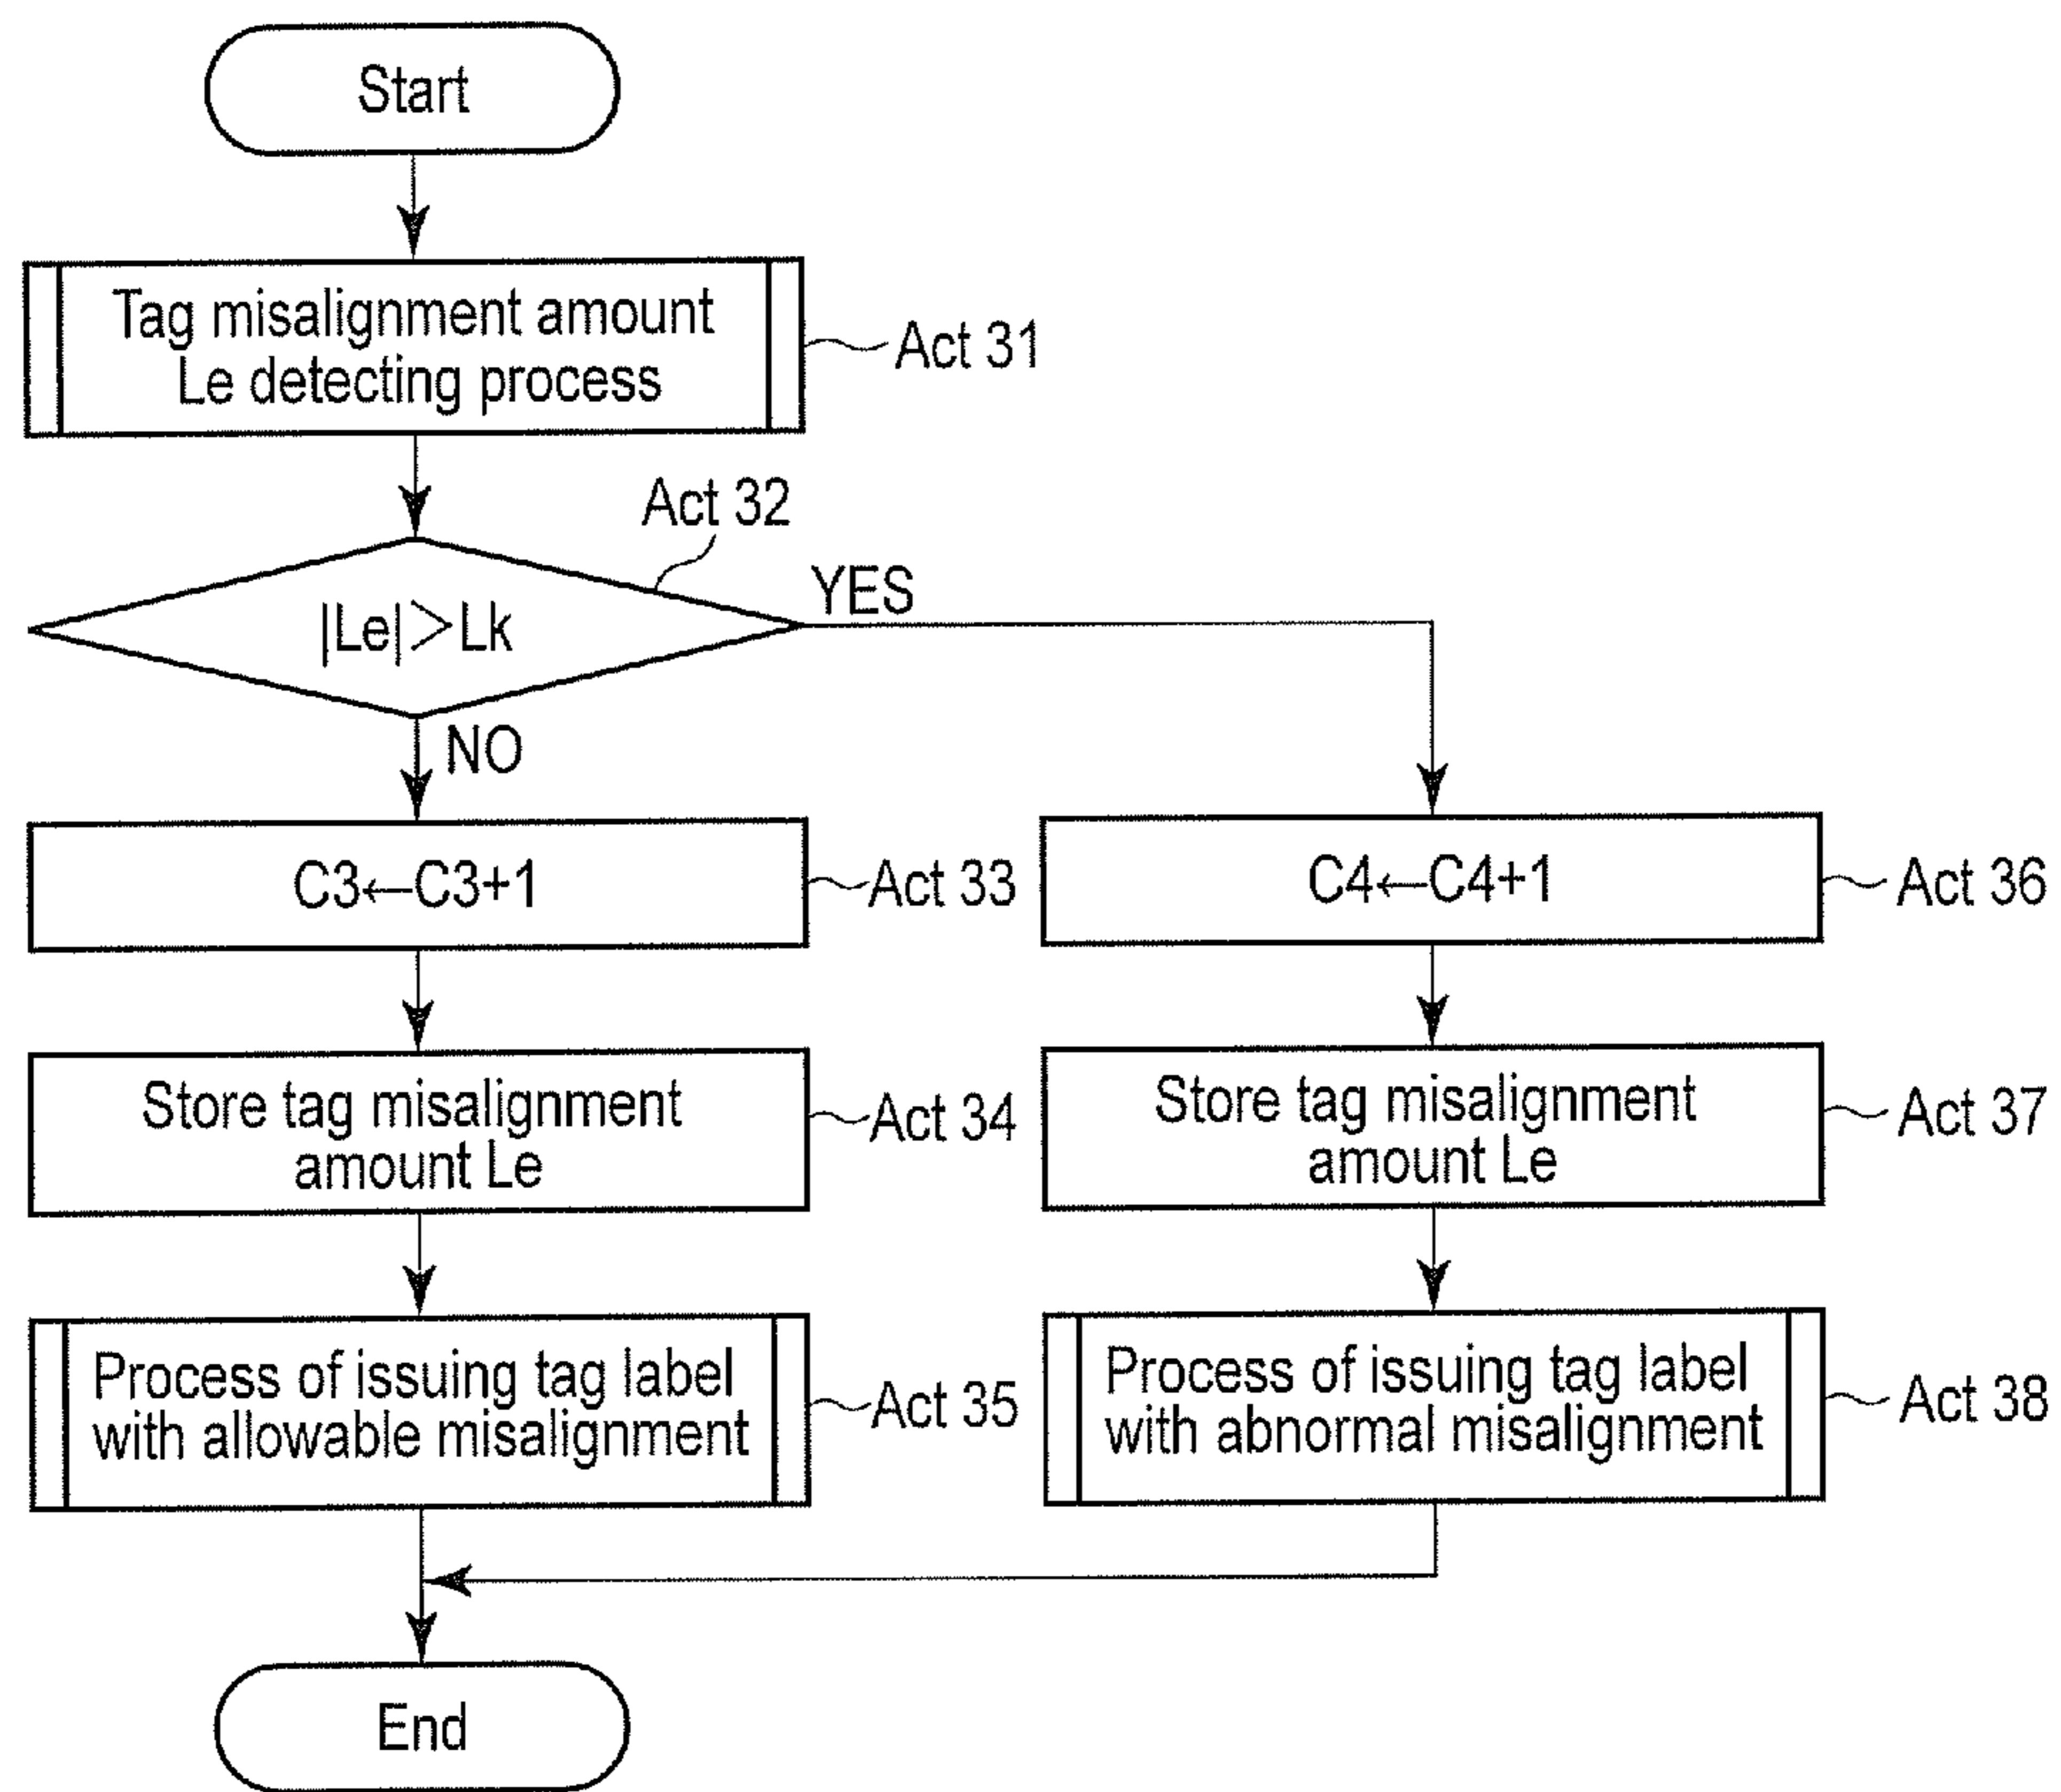 Start
Tag misalignment amount
Le detecting process
Act 31
Act 32
|Le|>Lk
YES
NO
C3←C3+1
Act 33
C4←C4+1
Act 36
Store tag misalignment
amount Le
Act 34
Store tag misalignment
amount Le
Act 37
Process of issuing tag label
with allowable misalignment
Act 35
Process of issuing tag label
with abnormal misalignment
Act 38
End